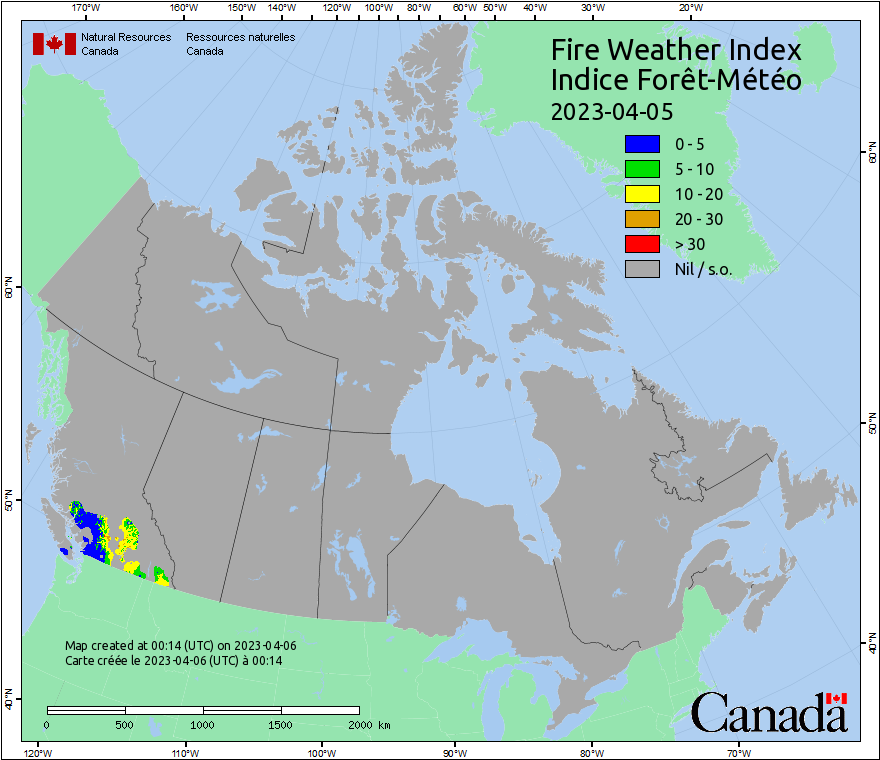 170°W 160°W 150°W 140°W 130°W 120°W 110°W 100°W 90°W 80°W 70°W 60°W 50°W 40°W 30°W 20°W
Natural Resources Ressources naturelles
Canada Canada
Fire Weather Index
Indice Forêt-Météo
2023-04-05
0 - 5
5 - 10
10 - 20
20 - 30
> 30
Nil / s.o.
60°N
60°N
50°N
50°N
40°N
40°N
Map created at 00:14 (UTC) on 2023-04-06
Carte créée le 2023-04-06 (UTC) à 00:14
0 500 1000 1500 2000 km
Canada
120°W 110°W 100°W 90°W 80°W 70°W